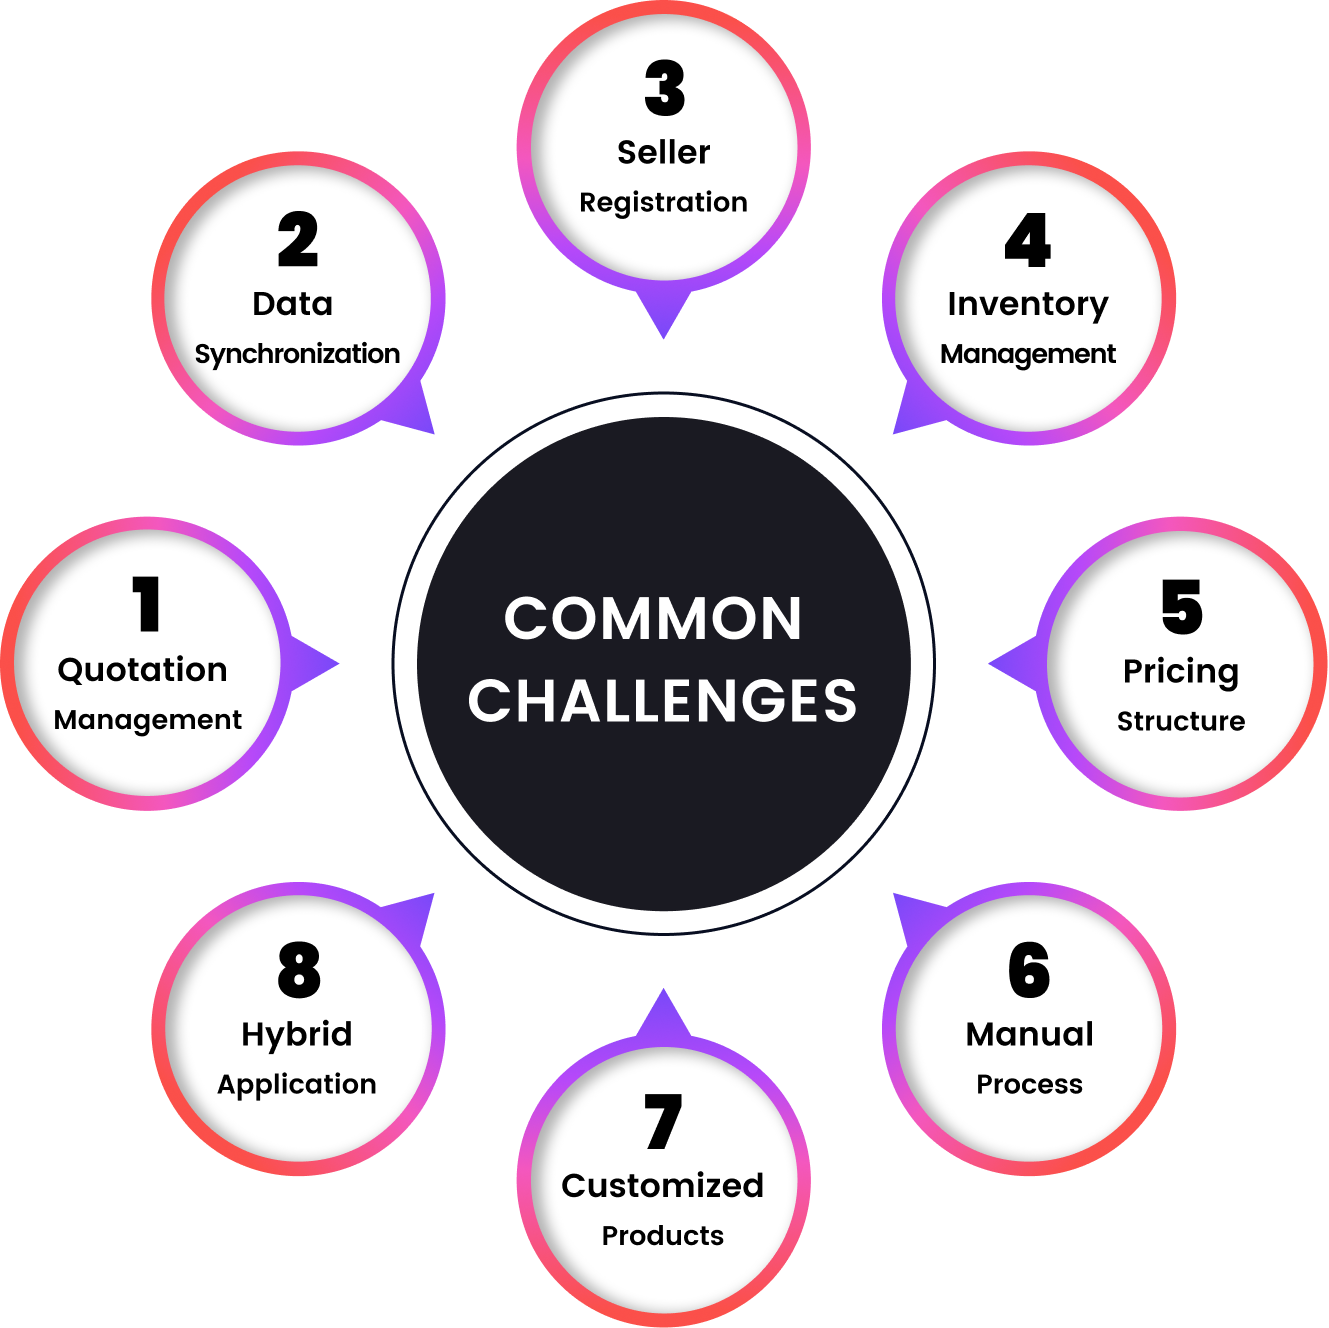 3
Seller
Registration
2
Data
Synchronization
4
Inventory
Management
1
Quotation
Management
COMMON
CHALLENGES
5
Pricing
Structure
8
Hybrid
Application
6
Manual
Process
7
Customized
Products